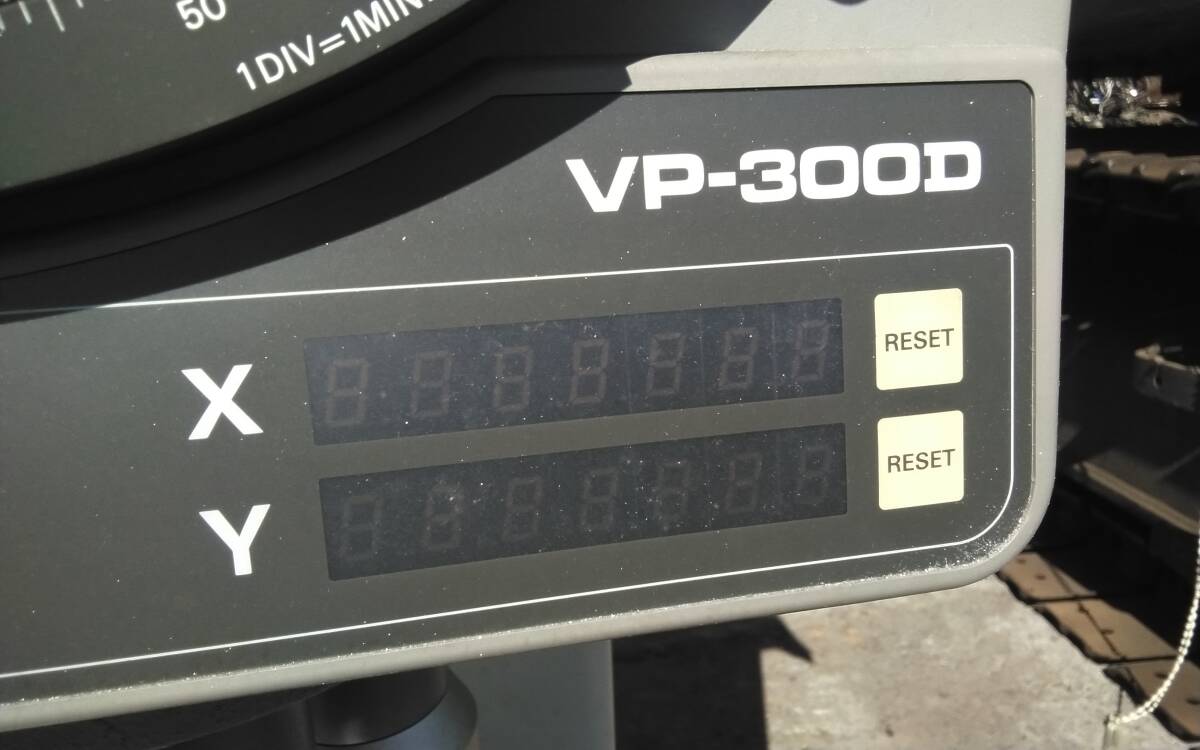 50
1DIV=1MIN
VP-300D
X
RESET
Y
RESET